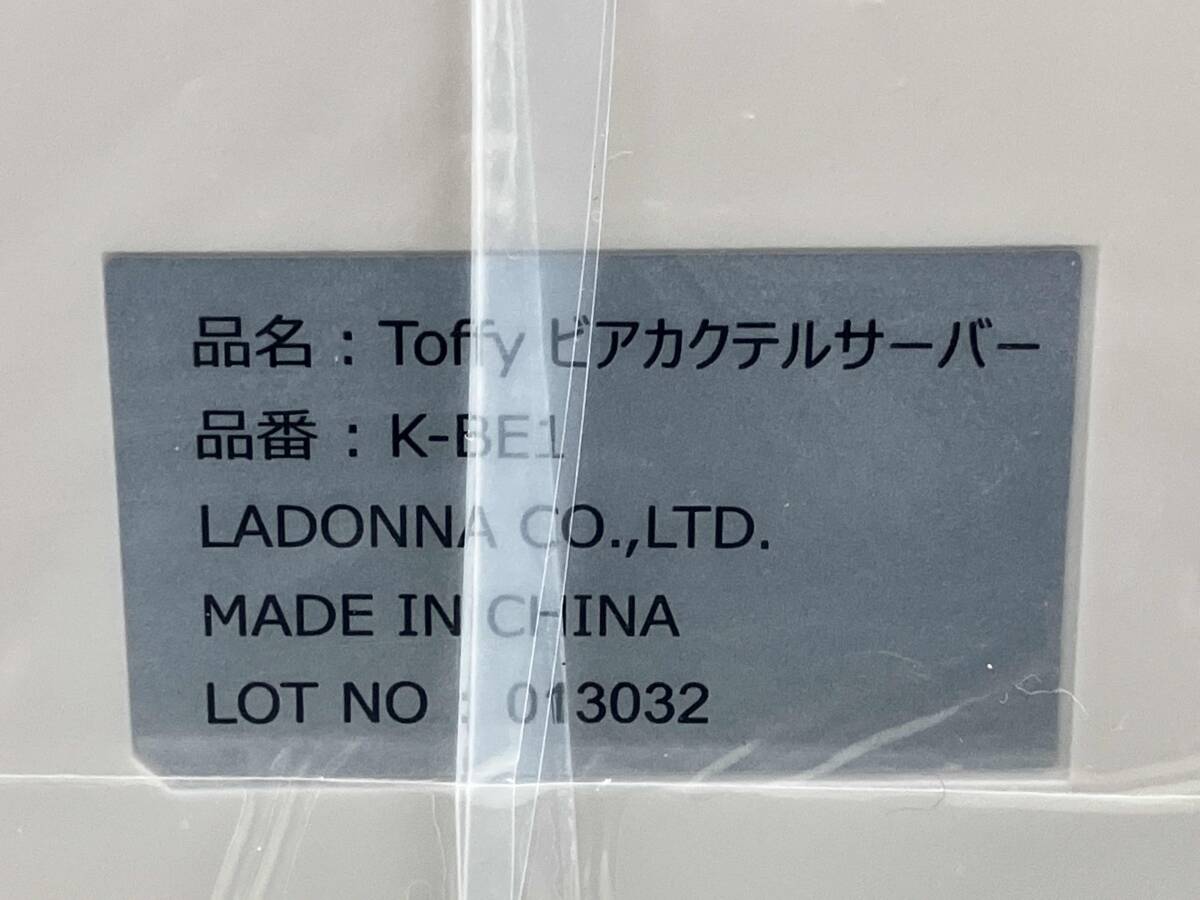 品名：Toffy ビアカクテルサーバー
品番：K-BE1
LADONNA CO.,LTD.
MADE IN CHINA
LOT NO : 013032